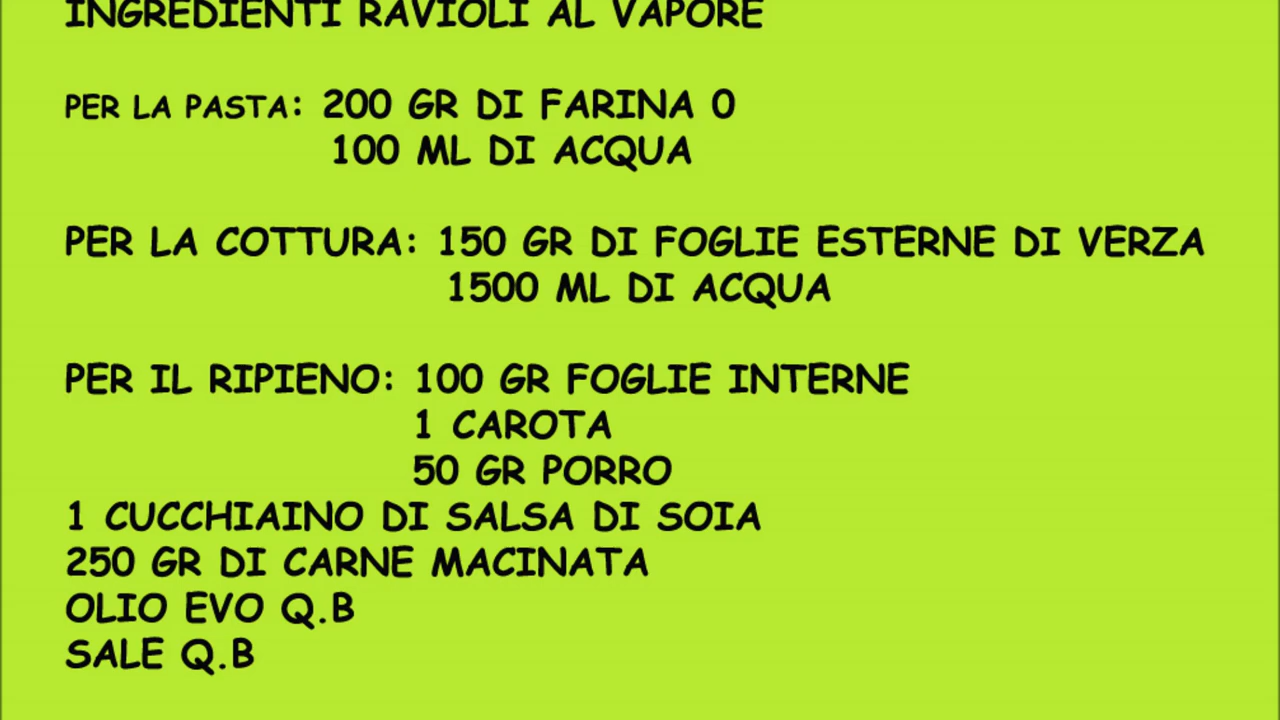 INGREDIENTI RAVIOLI AL VAPORE
PER LA PASTA: 200 GR DI FARINA 0
100 ML DI ACQUA
PER LA COTTURA: 150 GR DI FOGLIE ESTERNE DI VERZA
1500 ML DI ACQUA
PER IL RIPIENO: 100 GR FOGLIE INTERNE
1 CAROTA
50 GR PORRO
1 CUCCHIAINO DI SALSA DI SOIA
250 GR DI CARNE MACINATA
OLIO EVO Q.B
SALE Q.B